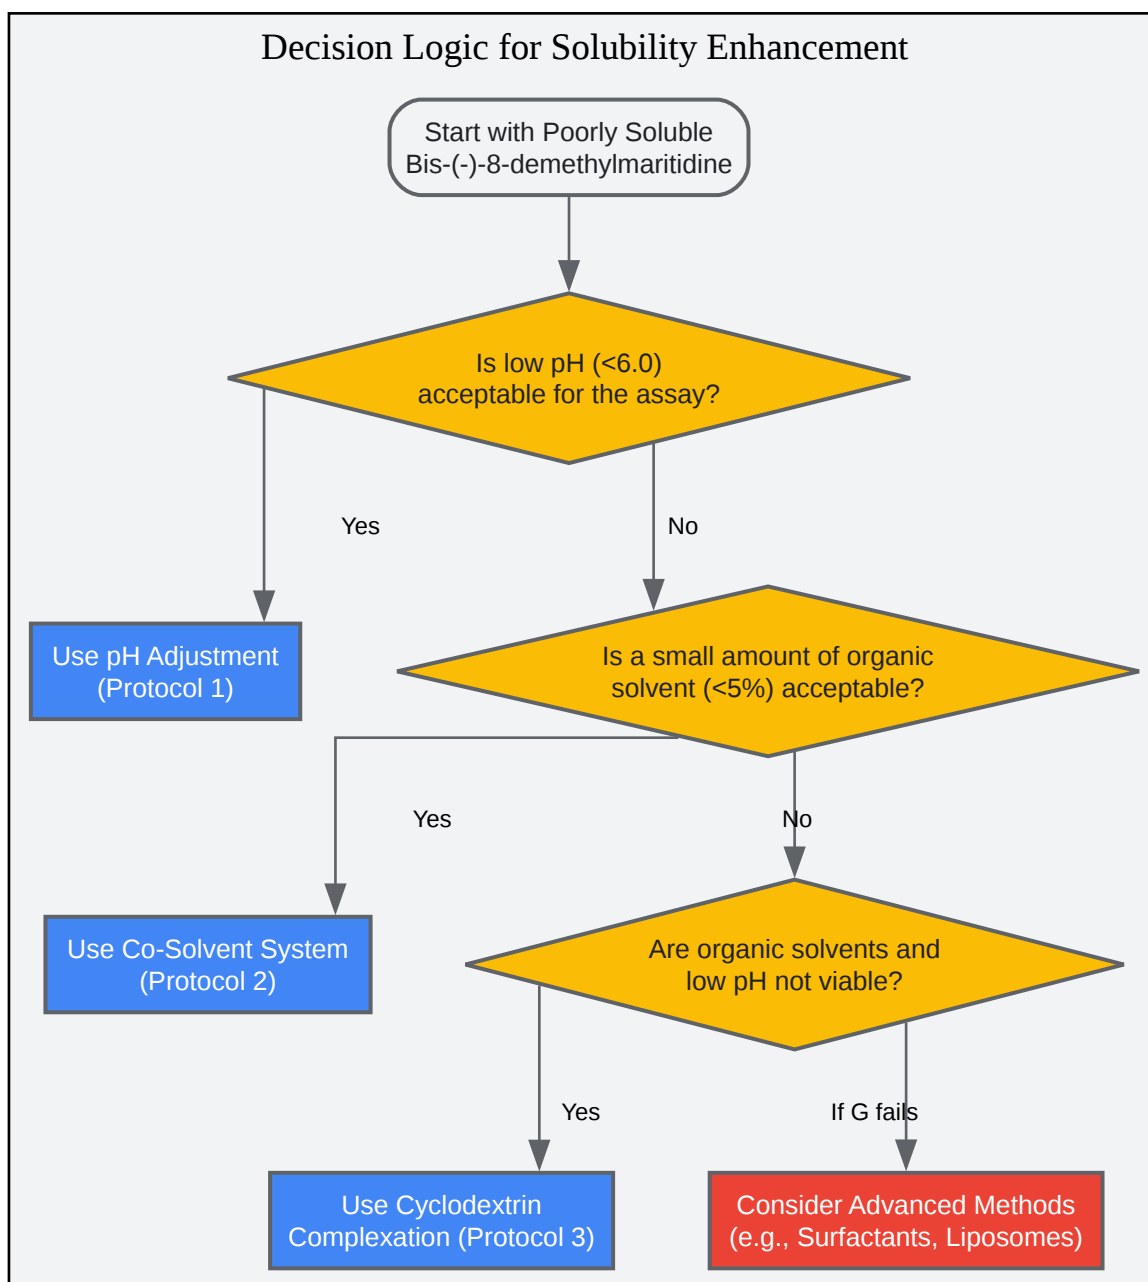 Decision Logic for Solubility Enhancement
Start with Poorly Soluble
Bis-(-)-8-demethylmaritidine
Is low pH (<6.0)
acceptable for the assay?
Yes
No
Use pH Adjustment
(Protocol 1)
Is a small amount of organic
solvent (<5%) acceptable?
Yes
No
Use Co-Solvent System
(Protocol 2)
Are organic solvents and
low pH not viable?
Yes
If G fails
Use Cyclodextrin
Complexation (Protocol 3)
Consider Advanced Methods
(e.g., Surfactants, Liposomes)